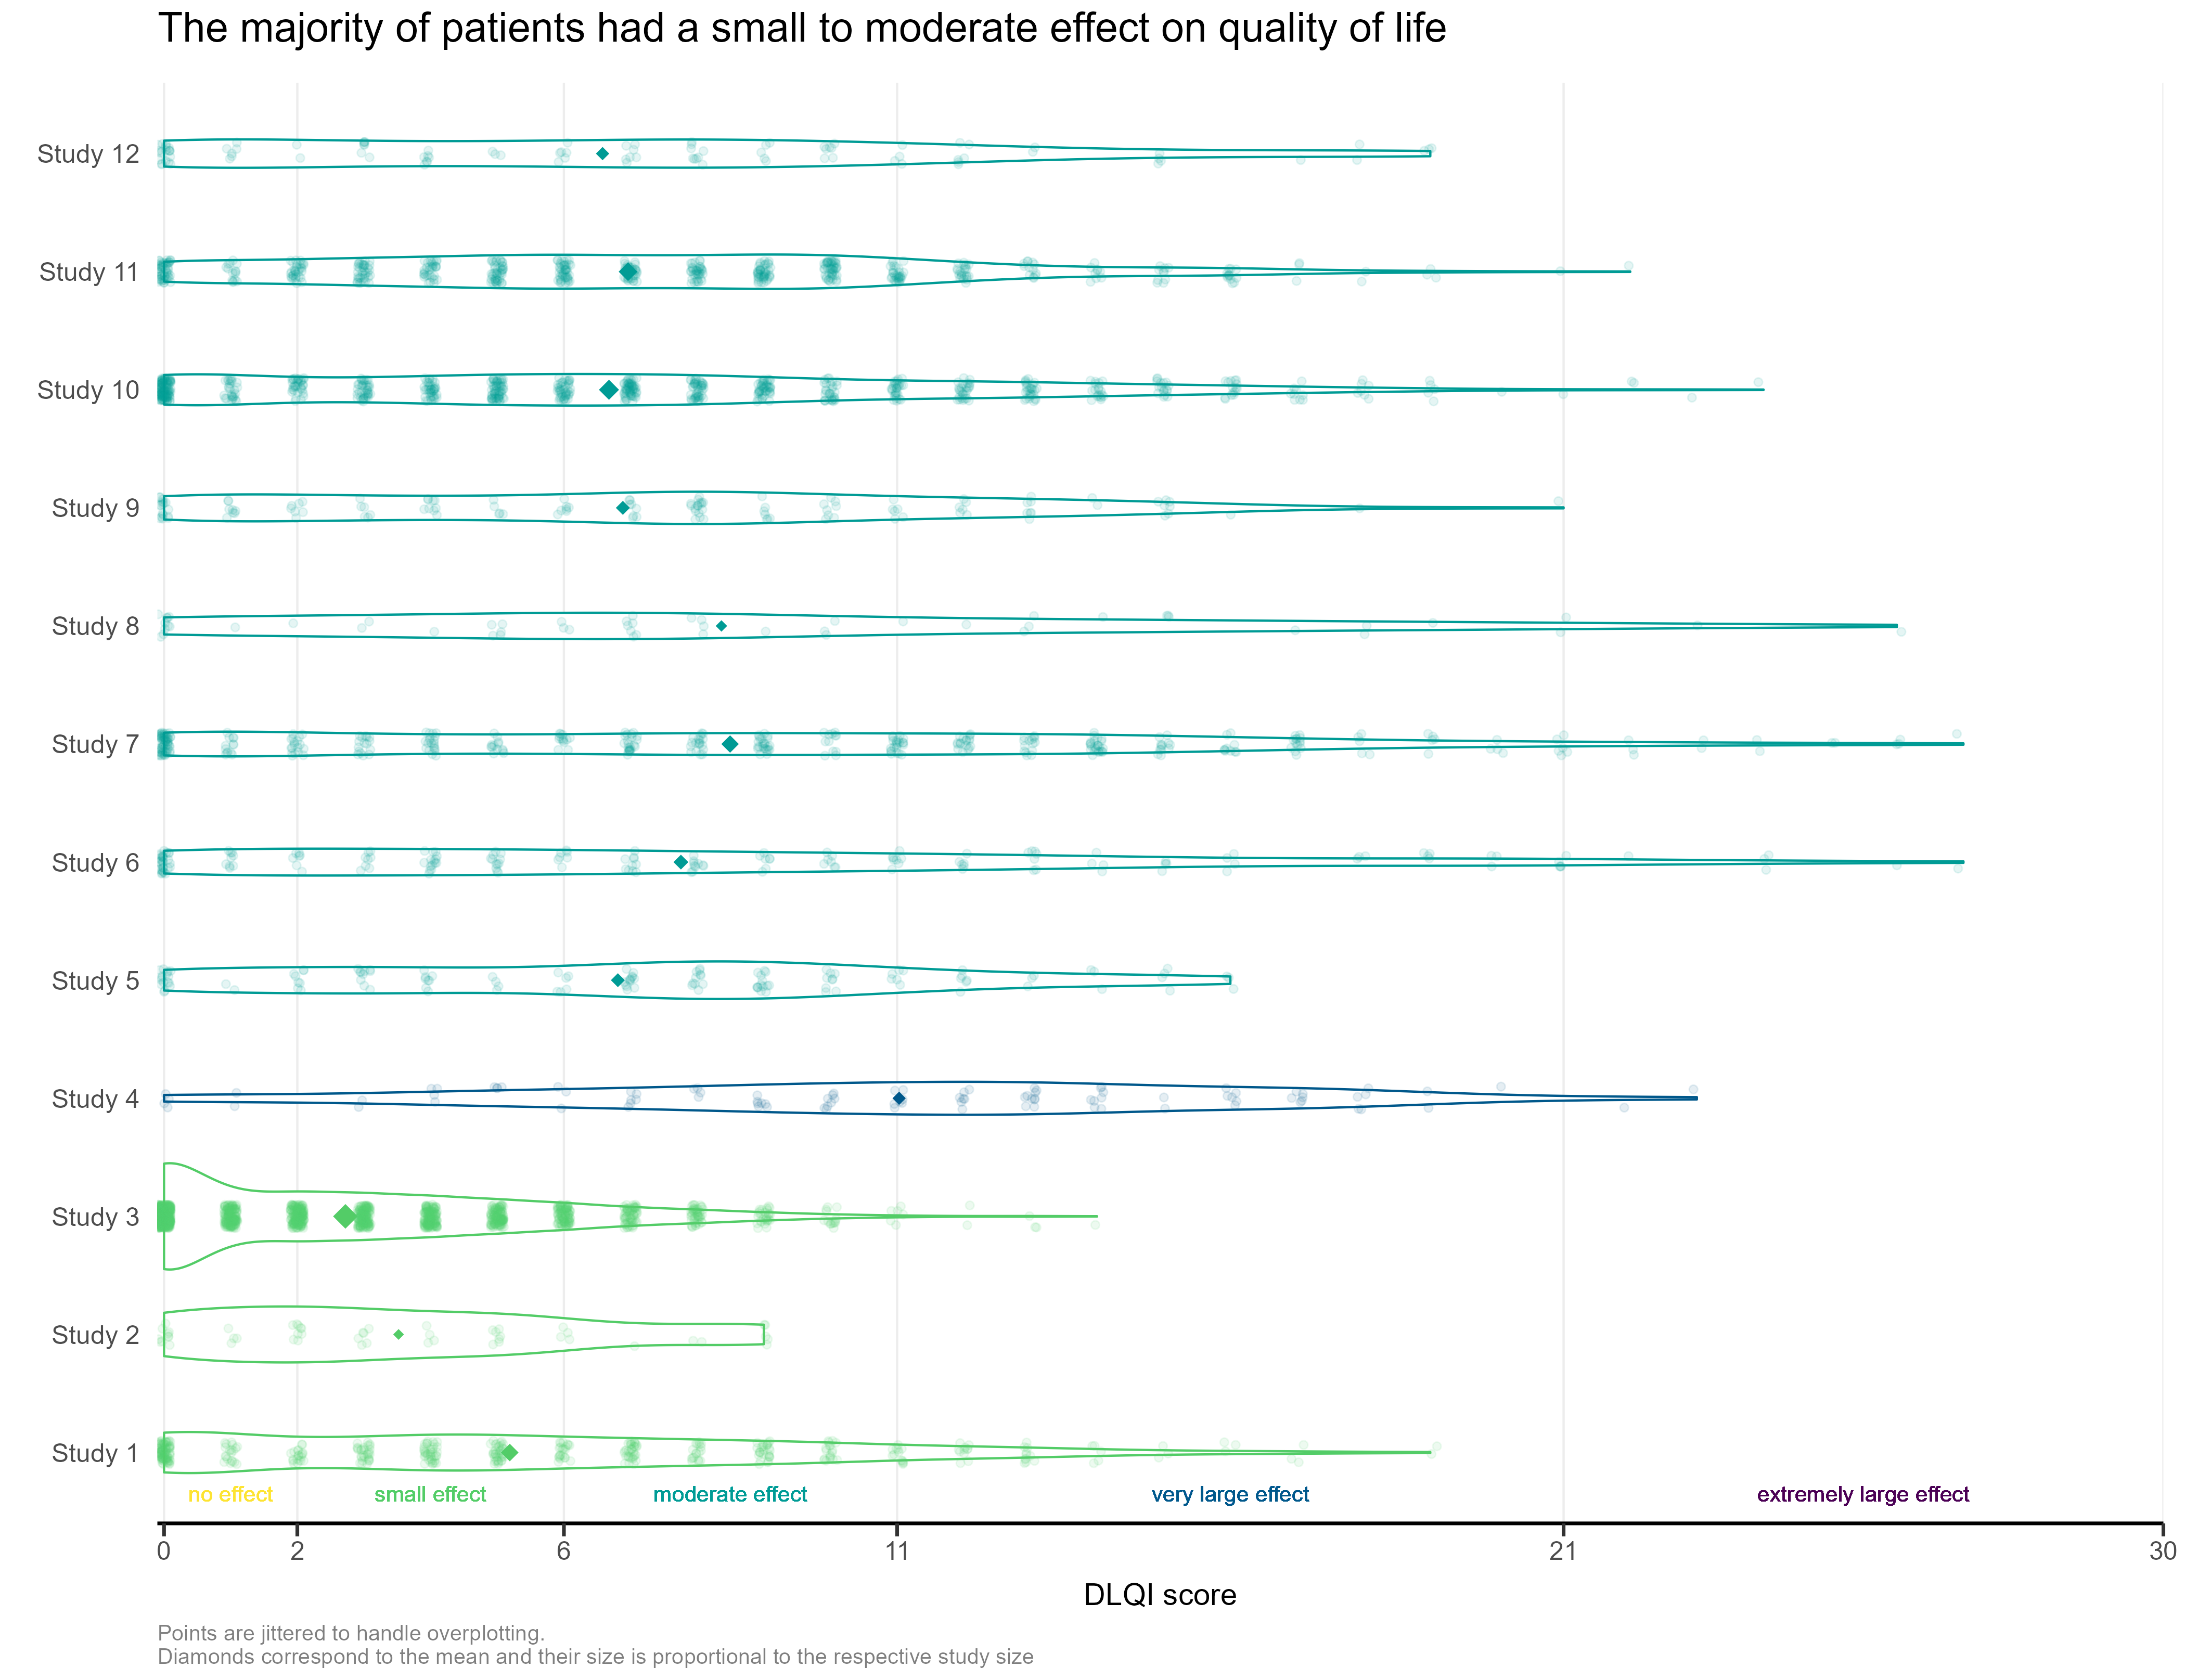 The majority of patients had a small to moderate effect on quality of life
Study 12
Study 11
Study 10
Study 9
Study 8
Study 7
Study 6
Study 5
Study 4
Study 3
Study 2
Study 1
no effect small effect moderate effect very large effect extremely large effect
0 2 6 11 21 30
DLQI score
Points are jittered to handle overplotting.
Diamonds correspond to the mean and their size is proportional to the respective study size